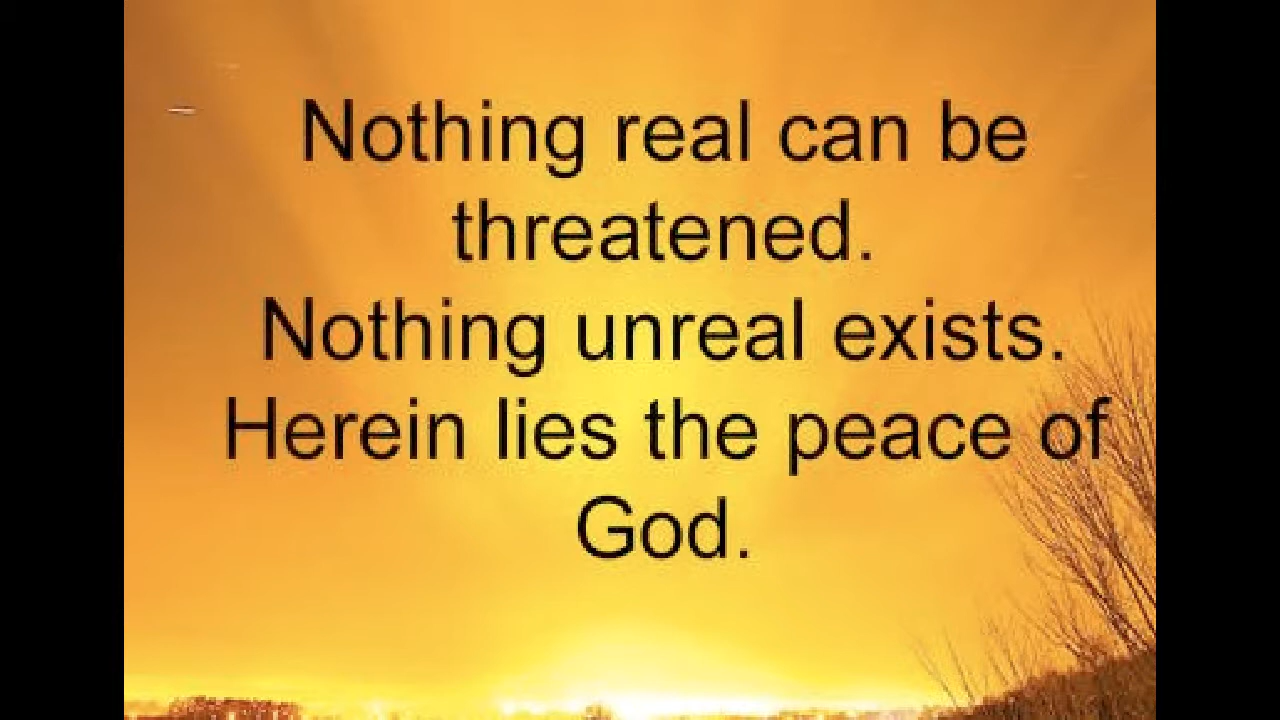 Nothing real can be
threatened.
Nothing unreal exists.
Herein lies the peace of
God.